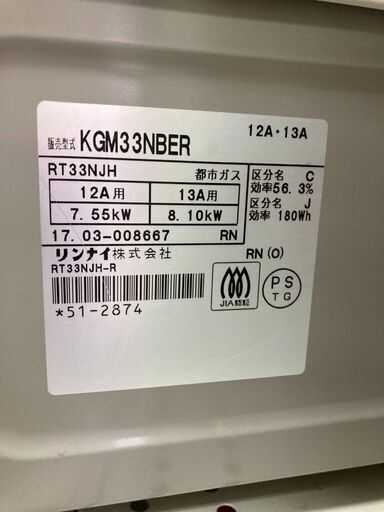 12A・13A
販売型式 KGM33NBER
RT33NJH 都市ガス
12A用 13A用
7.55kW 8.10kW
区分名 C
効率56.3%
区分名 J
効率 180Wh
17.03-008667 RN
リンナイ株式会社 RN(O)
RT33NJH-R
*51-2874
JIA認証
PS
TG